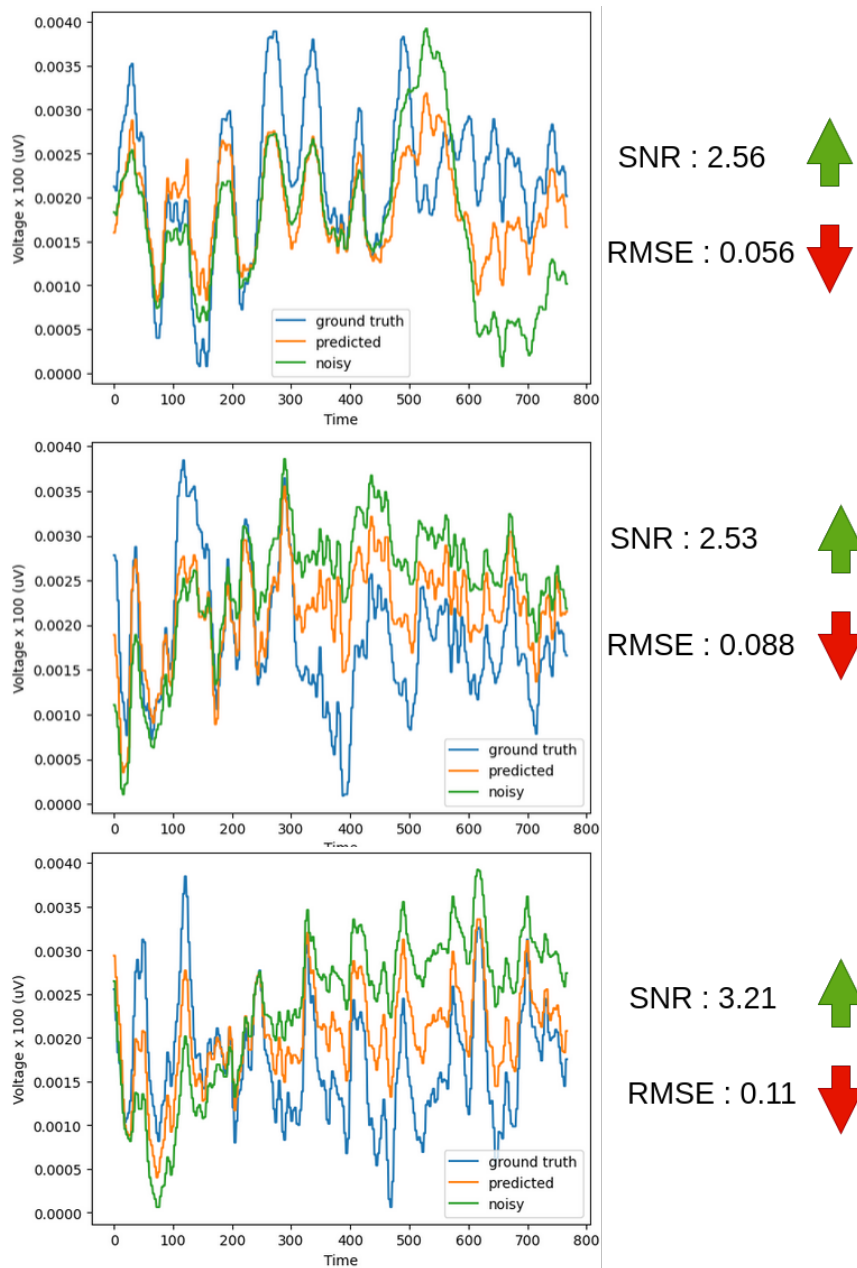 0.0040
0.0035
0.0030
0.0025
0.0020
0.0015
0.0010
0.0005
0.0000
Voltage x 100 (uV)
ground truth
predicted
noisy
0 100 200 300 400 500 600 700 800
Time
SNR : 2.56
RMSE : 0.056
0.0040
0.0035
0.0030
0.0025
0.0020
0.0015
0.0010
0.0005
0.0000
Voltage x 100 (uV)
ground truth
predicted
noisy
0 100 200 300 400 500 600 700 800
Time
SNR : 2.53
RMSE : 0.088
0.0040
0.0035
0.0030
0.0025
0.0020
0.0015
0.0010
0.0005
0.0000
Voltage x 100 (uV)
ground truth
predicted
noisy
0 100 200 300 400 500 600 700 800
Time
SNR : 3.21
RMSE : 0.11